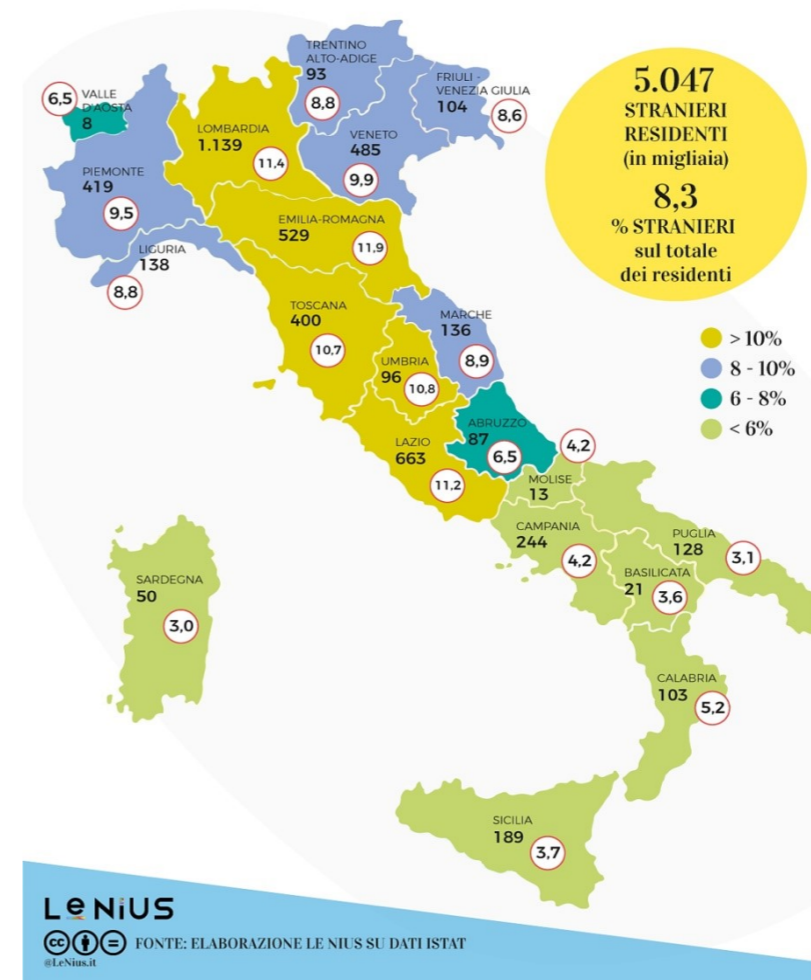 TRENTINO
ALTO-ADIGE
93
8,8
FRIULI -
VENEZIA GIULIA
104
8,6
6,5
VALLE
D'AOSTA
8
LOMBARDIA
1.139
11,4
VENETO
485
9,9
PIEMONTE
419
9,5
EMILIA-ROMAGNA
529
11,9
LIGURIA
138
8,8
TOSCANA
400
10,7
MARCHE
136
8,9
UMBRIA
96
10,8
ABRUZZO
87
6,5
LAZIO
663
11,2
4,2
MOLISE
13
CAMPANIA
244
4,2
PUGLIA
128
3,1
BASILICATA
21
3,6
SARDEGNA
50
3,0
CALABRIA
103
5,2
SICILIA
189
3,7
5.047
STRANIERI
RESIDENTI
(in migliaia)
8,3
% STRANIERI
sul totale
dei residenti
> 10%
8 - 10%
6 - 8%
< 6%
LeNiUS
cc
FONTE: ELABORAZIONE LE NIUS SU DATI ISTAT
@LeNius.it